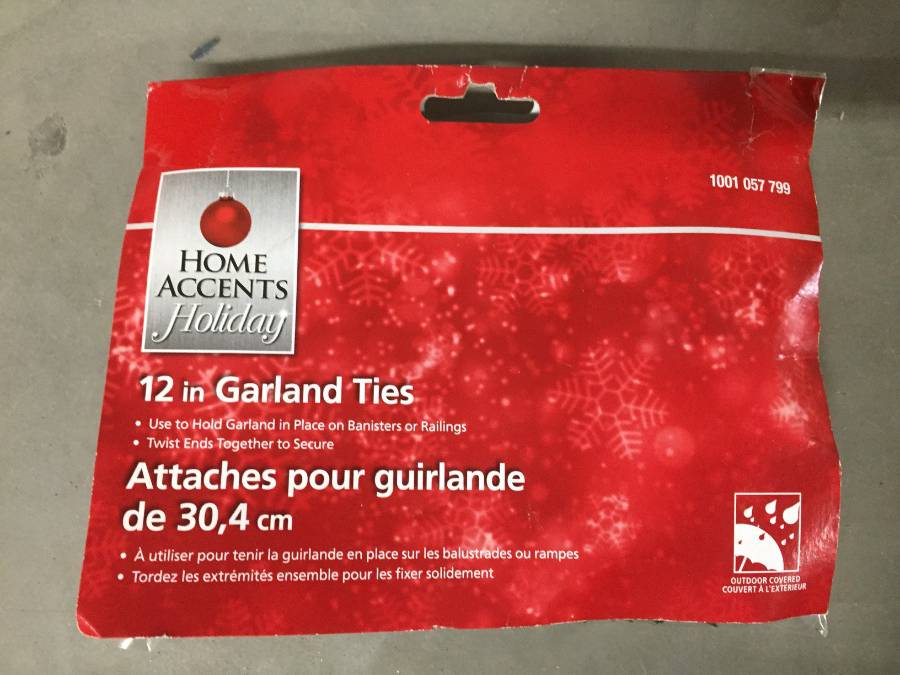 1001 057 799
HOME
ACCENTS
Holiday
12 in Garland Ties
• Use to Hold Garland in Place on Banisters or Railings
• Twist Ends Together to Secure
Attaches pour guirlande
de 30,4 cm
• À utiliser pour tenir la guirlande en place sur les balustrades ou rampes
• Tordez les extrémités ensemble pour les fixer solidement
OUTDOOR COVERED
COUVERT À L'EXTÉRIEUR